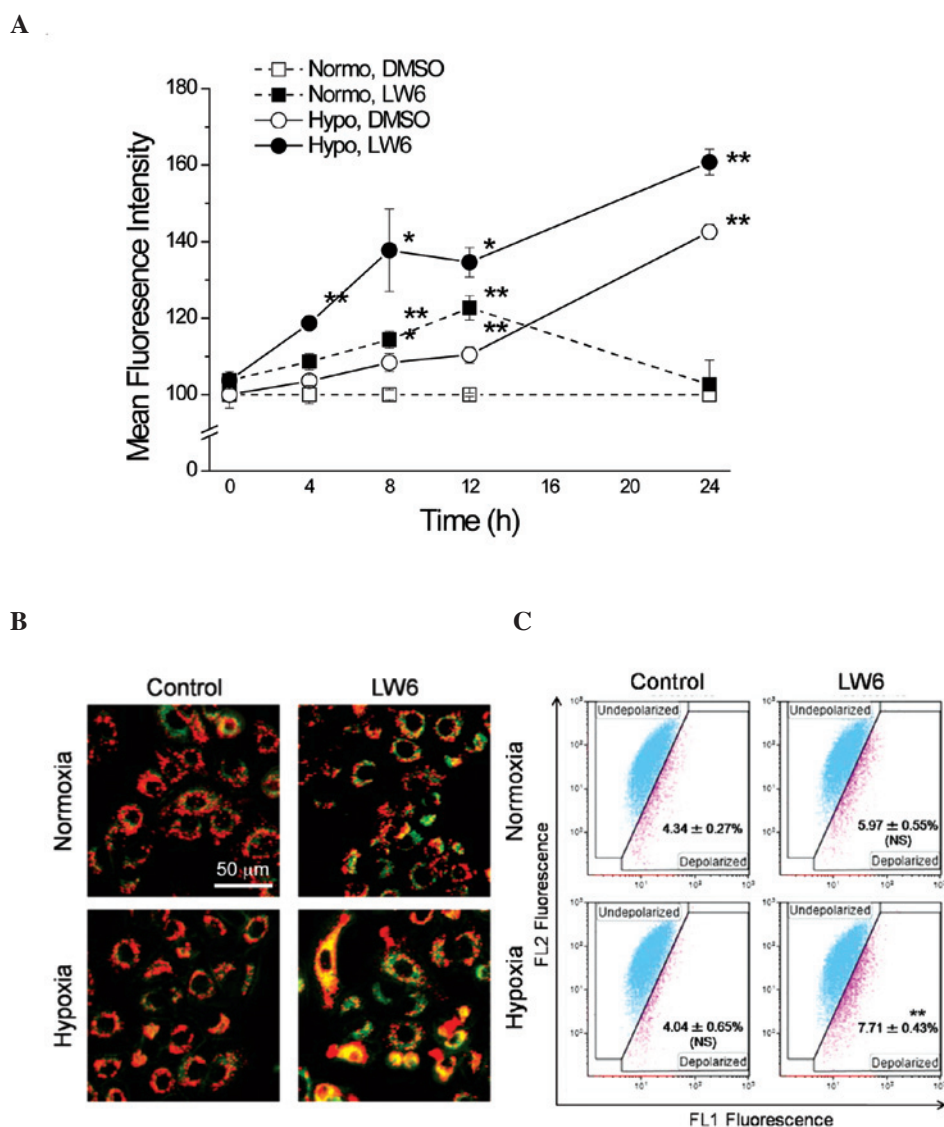 A
Normo, DMSO
Normo, LW6
Hypo, DMSO
Hypo, LW6
Mean Fluoresence Intensity
180
160
140
120
100
0
** * * **
** * ** ** **
0 4 8 12 16 20 24
Time (h)
B
Control LW6
Normoxia
50 µm
Hypoxia
C
Control LW6
Normoxia
Undepolarized
4.34 ± 0.27%
Depolarized
Undepolarized
5.97 ± 0.55%
(NS)
Depolarized
Hypoxia
Undepolarized
4.04 ± 0.65%
(NS)
Depolarized
Undepolarized
**
7.71 ± 0.43%
Depolarized
FL2 Fluorescence
FL1 Fluorescence